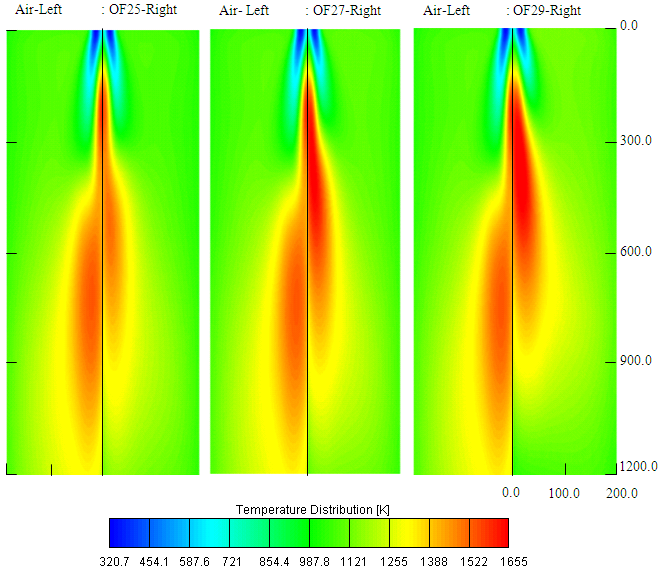 Air-Left : OF25-Right Air- Left : OF27-Right Air-Left : OF29-Right
0.0
300.0
600.0
900.0
1200.0
0.0 100.0 200.0
Temperature Distribution [K]
320.7 454.1 587.6 721 854.4 987.8 1121 1255 1388 1522 1655